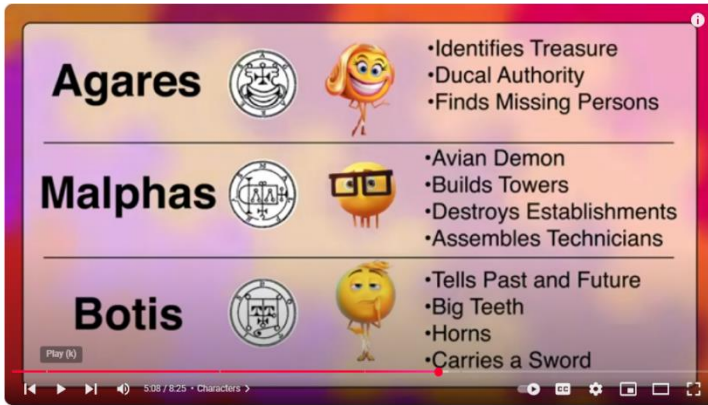 Agares
•Identifies Treasure
•Ducal Authority
•Finds Missing Persons
Malphas
•Avian Demon
•Builds Towers
•Destroys Establishments
•Assembles Technicians
Botis
•Tells Past and Future
•Big Teeth
•Horns
•Carries a Sword
Play (k)
5:08 / 8:25 • Characters >
CC